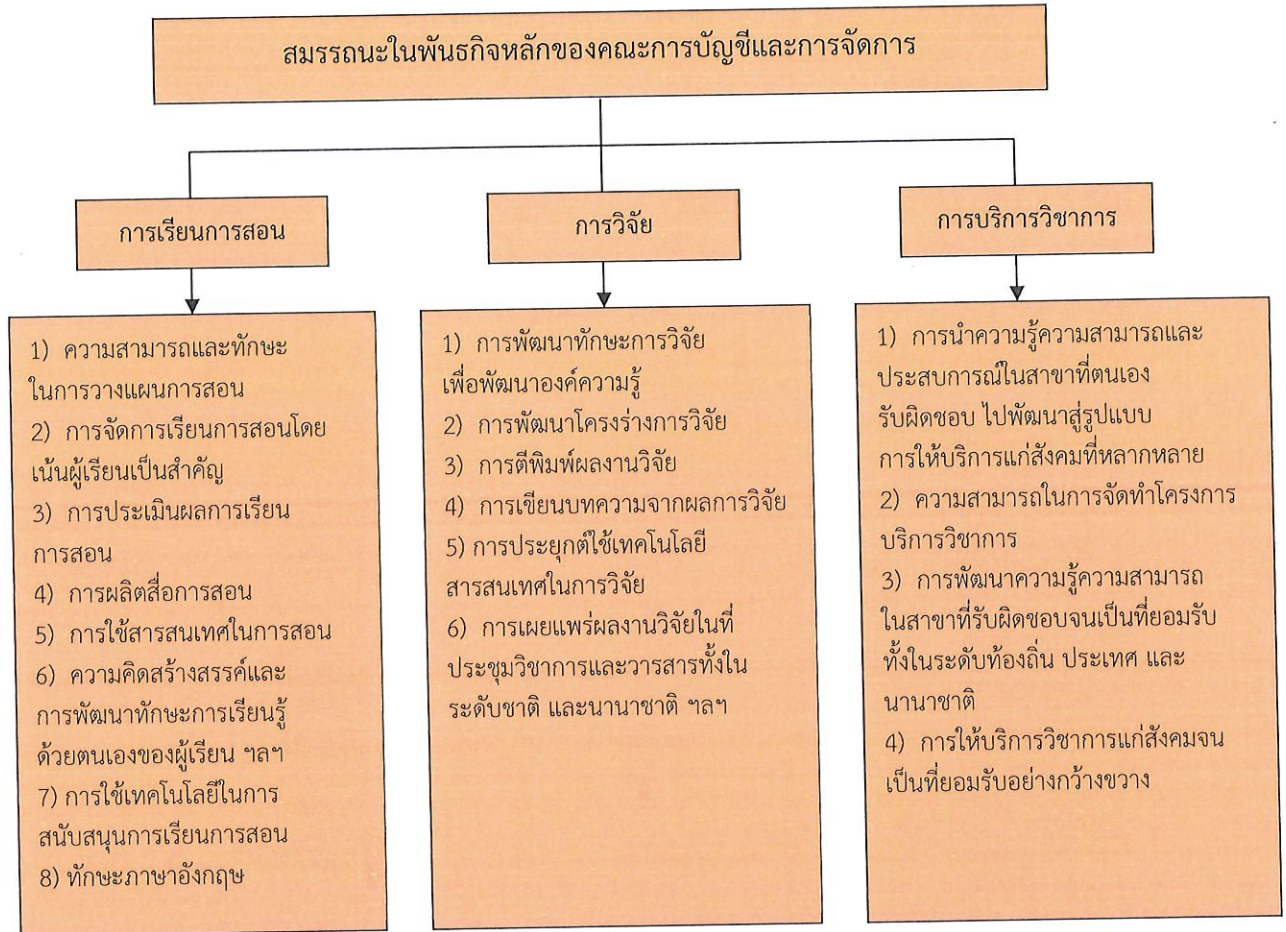 สมรรถนะในพันธกิจหลักของคณะการบัญชีและการจัดการ
การเรียนการสอน
1) ความสามารถและทักษะ
ในการวางแผนการสอน
2) การจัดการเรียนการสอนโดย
เน้นผู้เรียนเป็นสำคัญ
3) การประเมินผลการเรียน
การสอน
4) การผลิตสื่อการสอน
5) การใช้สารสนเทศในการสอน
6) ความคิดสร้างสรรค์และ
การพัฒนาทักษะการเรียนรู้
ด้วยตนเองของผู้เรียน ฯลฯ
7) การใช้เทคโนโลยีในการ
สนับสนุนการเรียนการสอน
8) ทักษะภาษาอังกฤษ
การวิจัย
1) การพัฒนาทักษะการวิจัย
เพื่อพัฒนาองค์ความรู้
2) การพัฒนาโครงร่างการวิจัย
3) การตีพิมพ์ผลงานวิจัย
4) การเขียนบทความจากผลการวิจัย
5) การประยุกต์ใช้เทคโนโลยี
สารสนเทศในการวิจัย
6) การเผยแพร่ผลงานวิจัยในที่
ประชุมวิชาการและวารสารทั้งใน
ระดับชาติ และนานาชาติ ฯลฯ
การบริการวิชาการ
1) การนำความรู้ความสามารถและ
ประสบการณ์ในสาขาที่ตนเอง
รับผิดชอบ ไปพัฒนาสู่รูปแบบ
การให้บริการแก่สังคมที่หลากหลาย
2) ความสามารถในการจัดทำโครงการ
บริการวิชาการ
3) การพัฒนาความรู้ความสามารถ
ในสาขาที่รับผิดชอบจนเป็นที่ยอมรับ
ทั้งในระดับท้องถิ่น ประเทศ และ
นานาชาติ
4) การให้บริการวิชาการแก่สังคมจน
เป็นที่ยอมรับอย่างกว้างขวาง